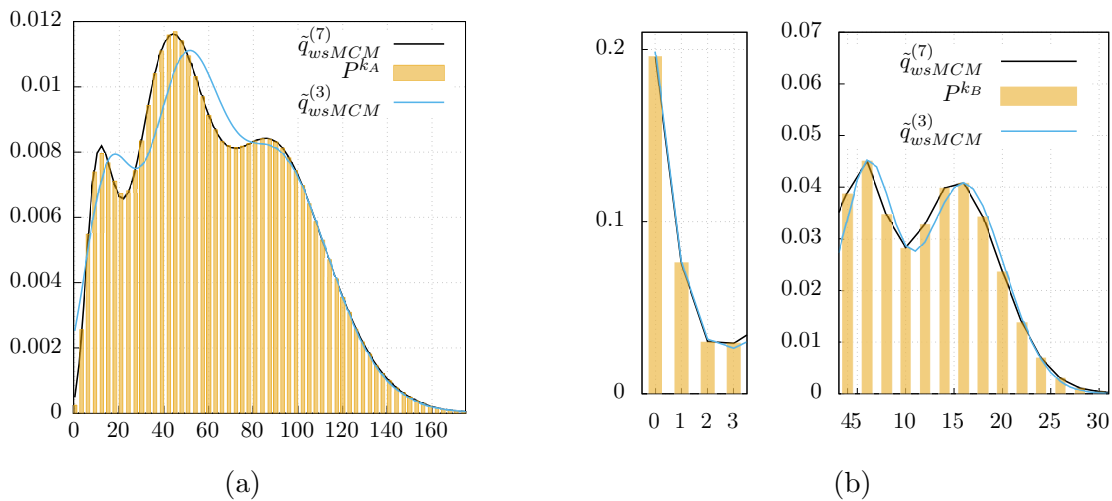 0.012
0.01
0.008
0.006
0.004
0.002
0
0 20 40 60 80 100 120 140 160
q̃_{wsMCM}^{(7)}
P^{k_A}
q̃_{wsMCM}^{(3)}
(a)
0.2
0.1
0
0 1 2 3
0.07
0.06
0.05
0.04
0.03
0.02
0.01
0
45 10 15 20 25 30
q̃_{wsMCM}^{(7)}
P^{k_B}
q̃_{wsMCM}^{(3)}
(b)